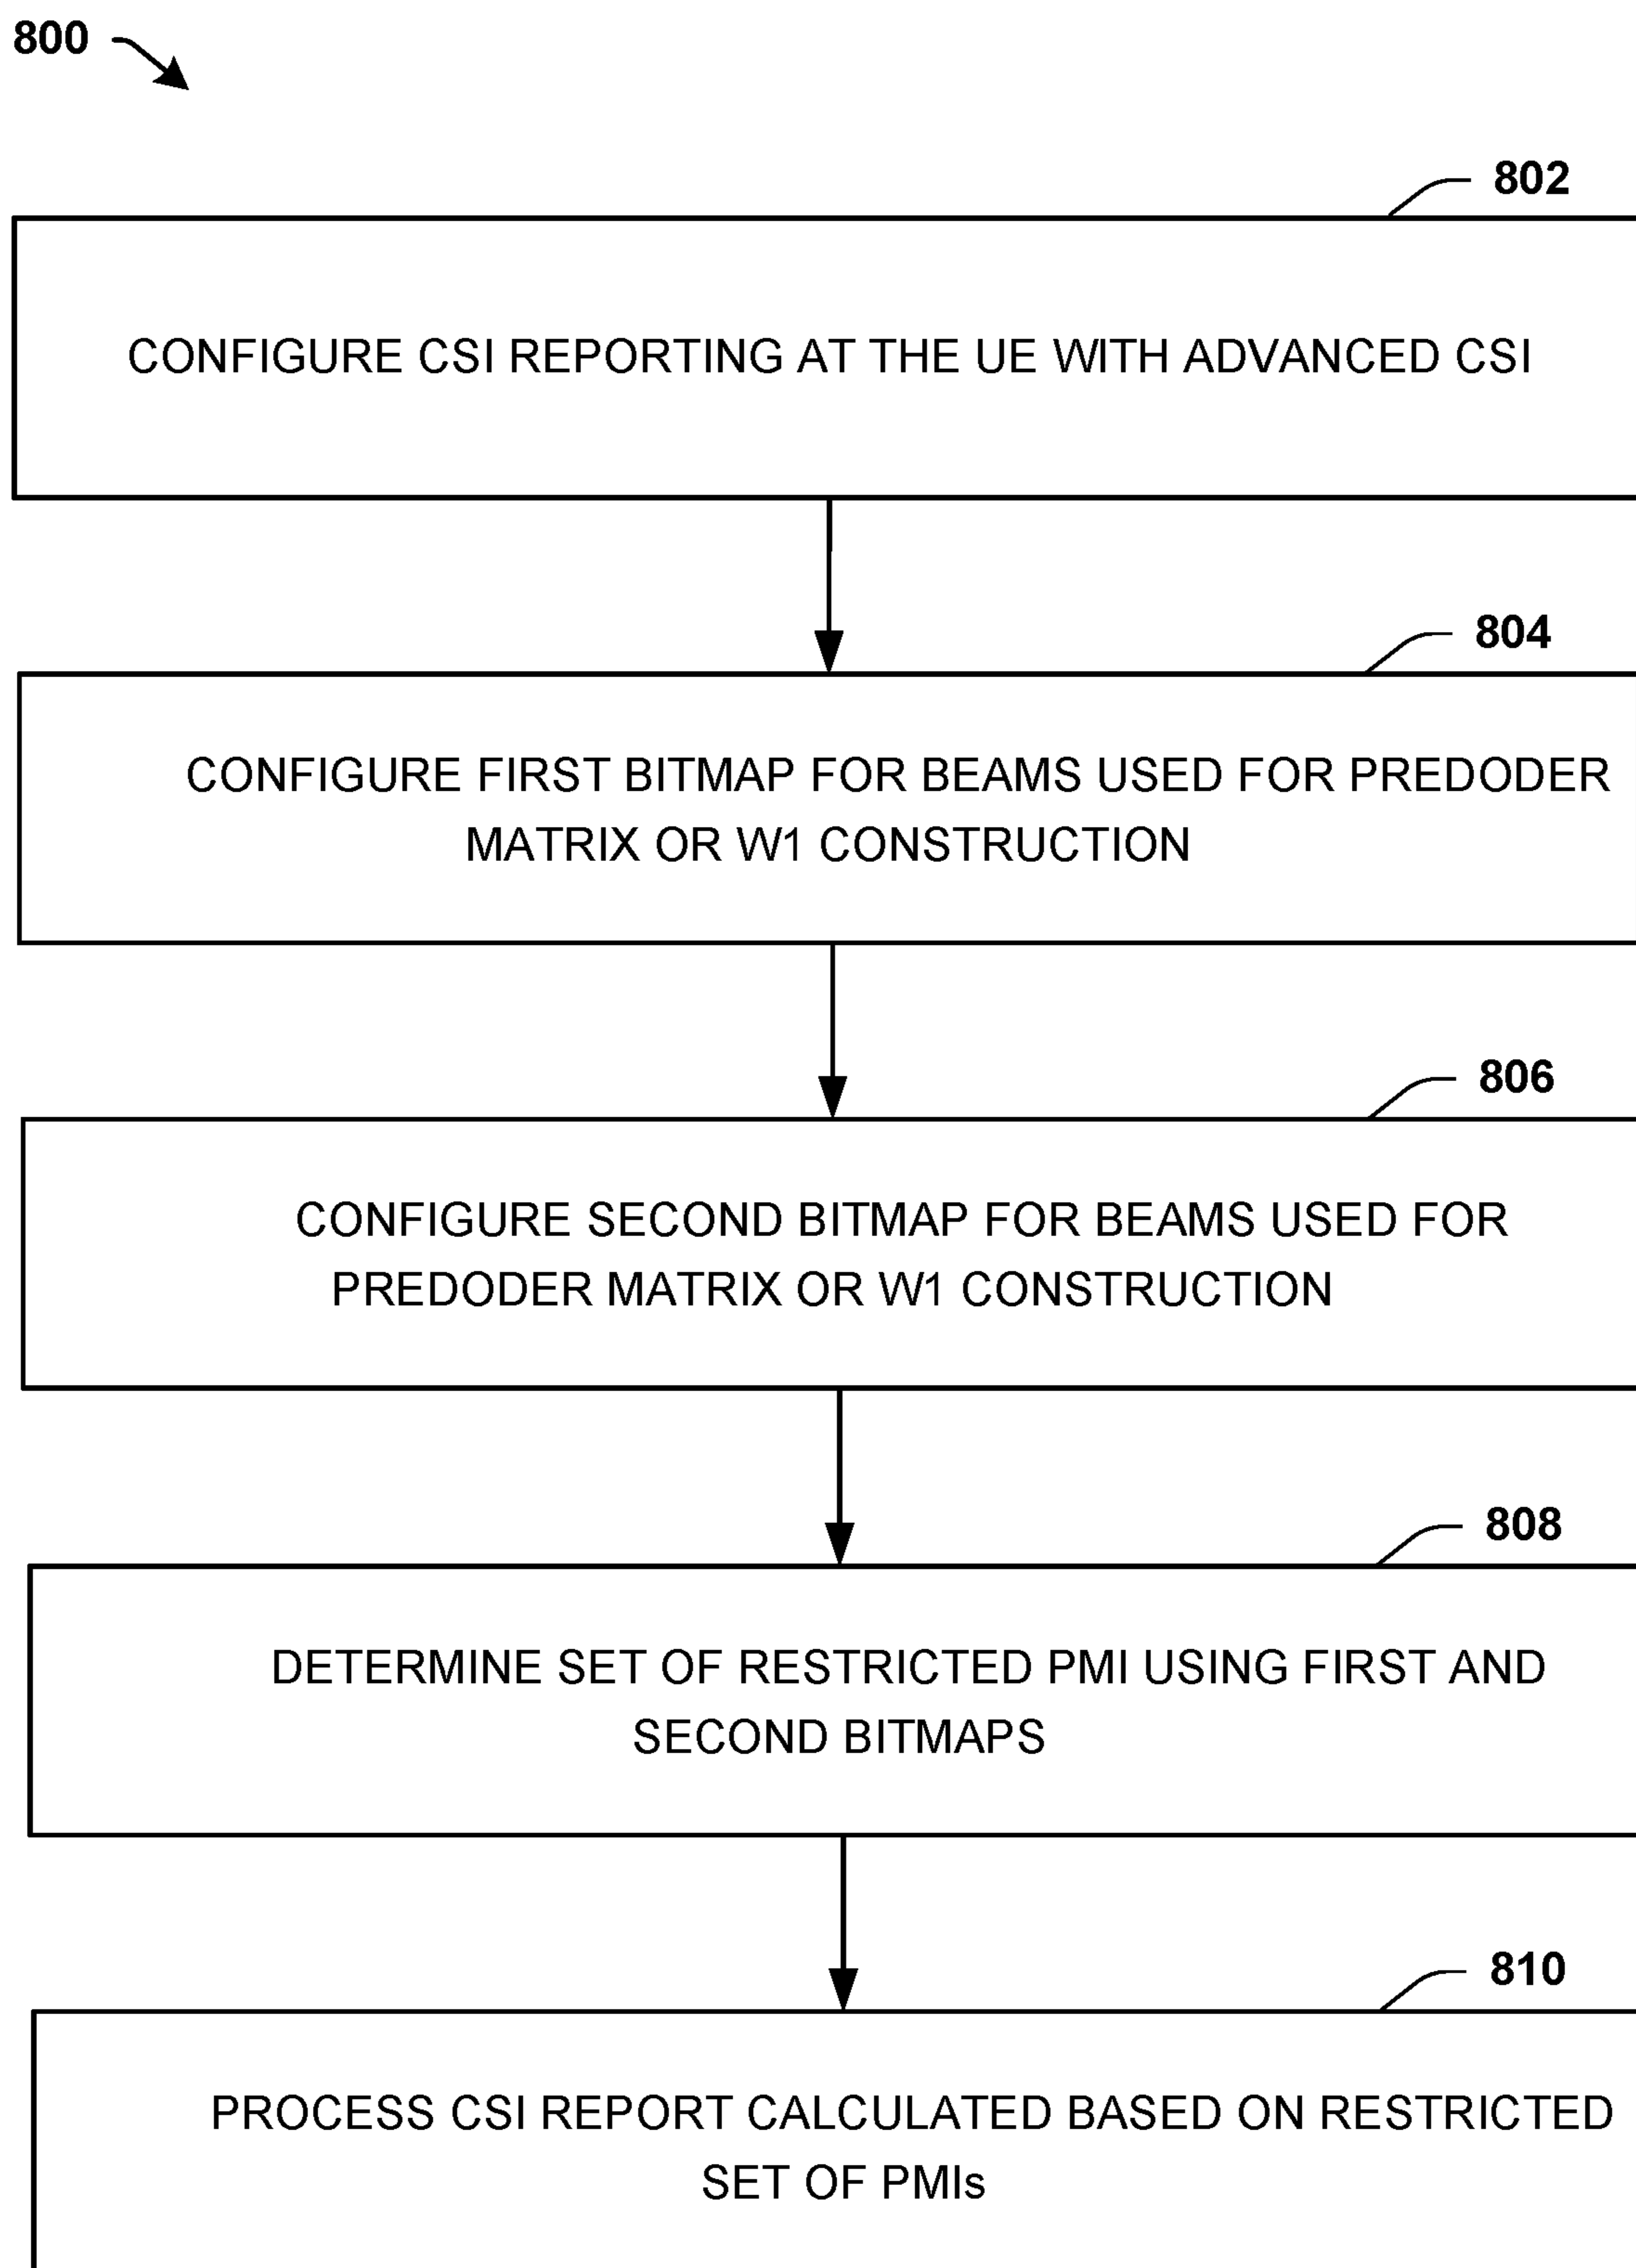 800
802
CONFIGURE CSI REPORTING AT THE UE WITH ADVANCED CSI
804
CONFIGURE FIRST BITMAP FOR BEAMS USED FOR PREDODER
MATRIX OR W1 CONSTRUCTION
806
CONFIGURE SECOND BITMAP FOR BEAMS USED FOR
PREDODER MATRIX OR W1 CONSTRUCTION
808
DETERMINE SET OF RESTRICTED PMI USING FIRST AND
SECOND BITMAPS
810
PROCESS CSI REPORT CALCULATED BASED ON RESTRICTED
SET OF PMIs